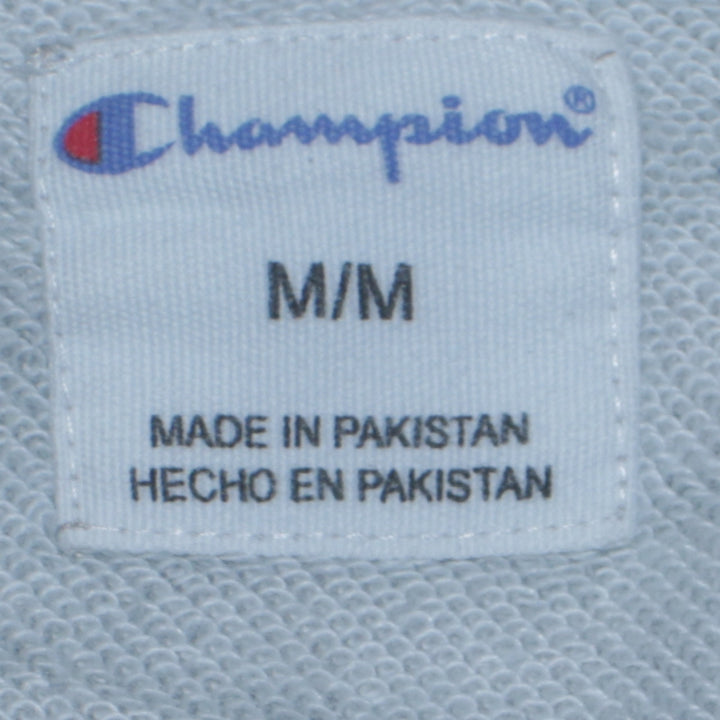 Champion®
M/M
MADE IN PAKISTAN
HECHO EN PAKISTAN